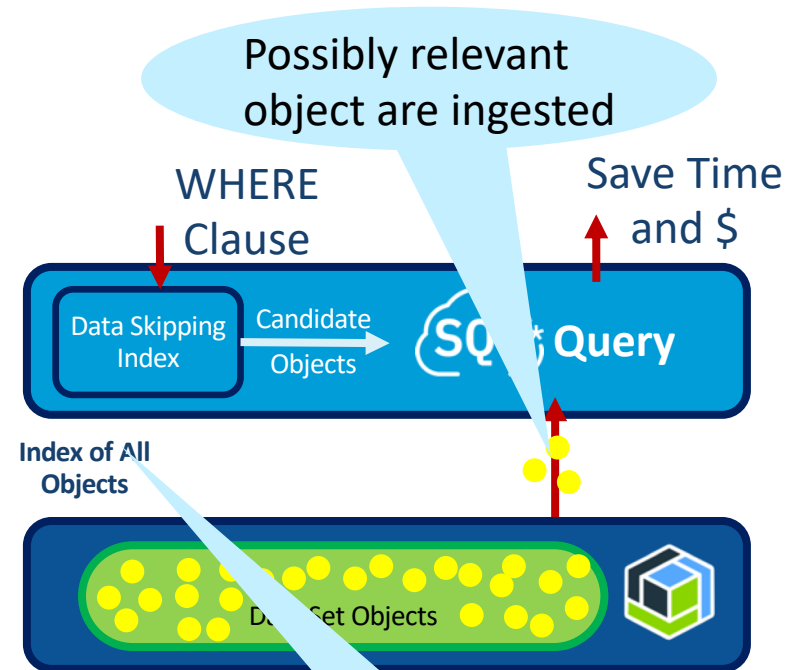 Possibly relevant
object are ingested
WHERE
Clause
Save Time
and $
Data Skipping
Index
Candidate
Objects
Query
Index of All
Objects
Set Objects